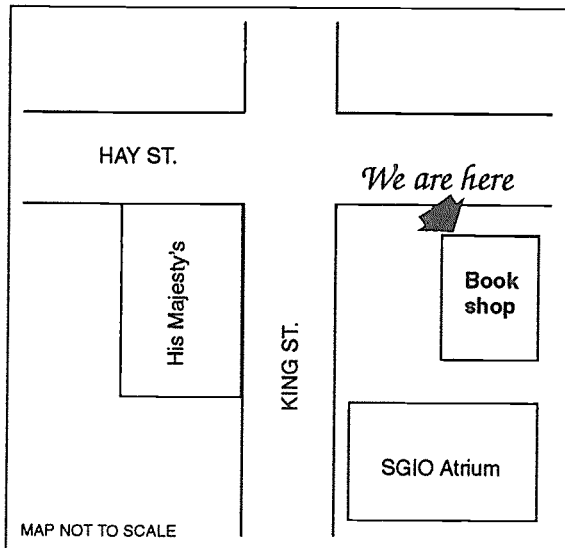 HAY ST.
We are here
His Majesty's
Book
shop
KING ST.
SGIO Atrium
MAP NOT TO SCALE